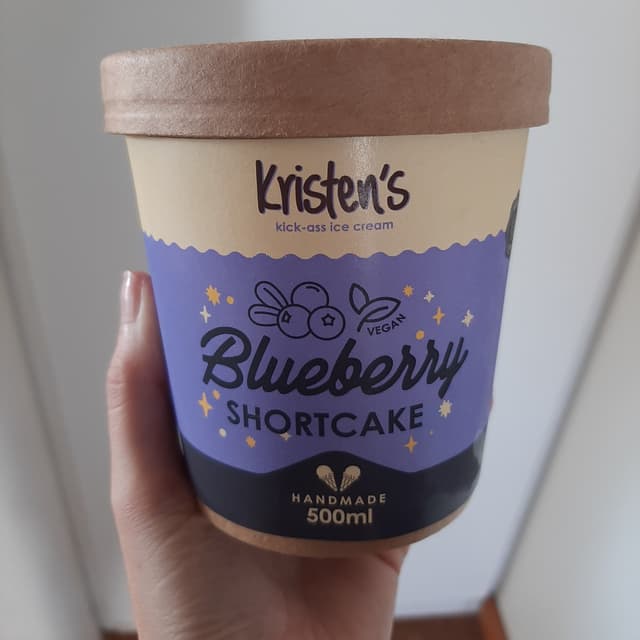 Kristen's
kick-ass ice cream
VEGAN
Blueberry
SHORTCAKE
HANDMADE
500ml